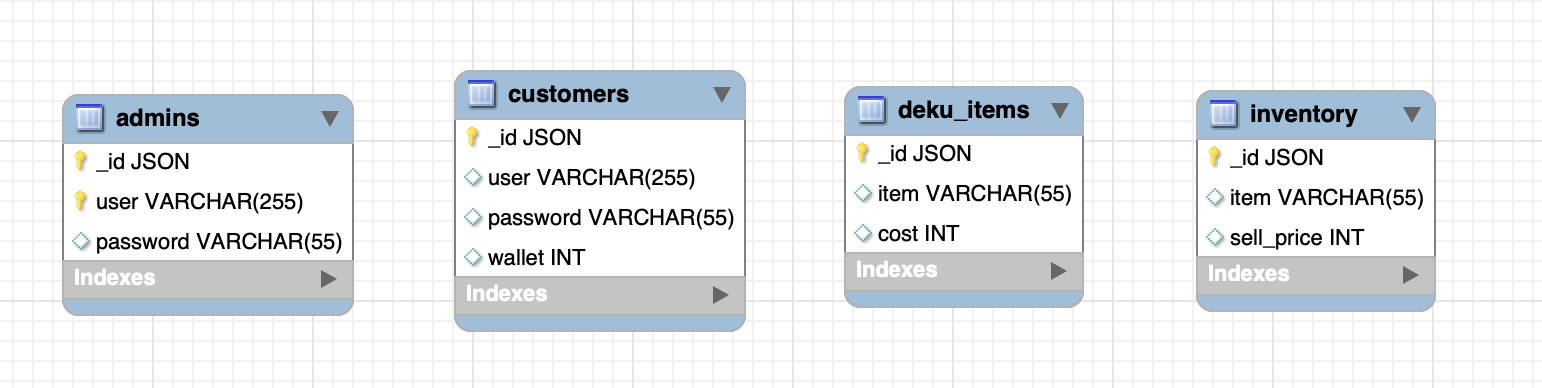 admins
_id JSON
user VARCHAR(255)
password VARCHAR(55)
Indexes
customers
_id JSON
user VARCHAR(255)
password VARCHAR(55)
wallet INT
Indexes
deku_items
_id JSON
item VARCHAR(55)
cost INT
Indexes
inventory
_id JSON
item VARCHAR(55)
sell_price INT
Indexes